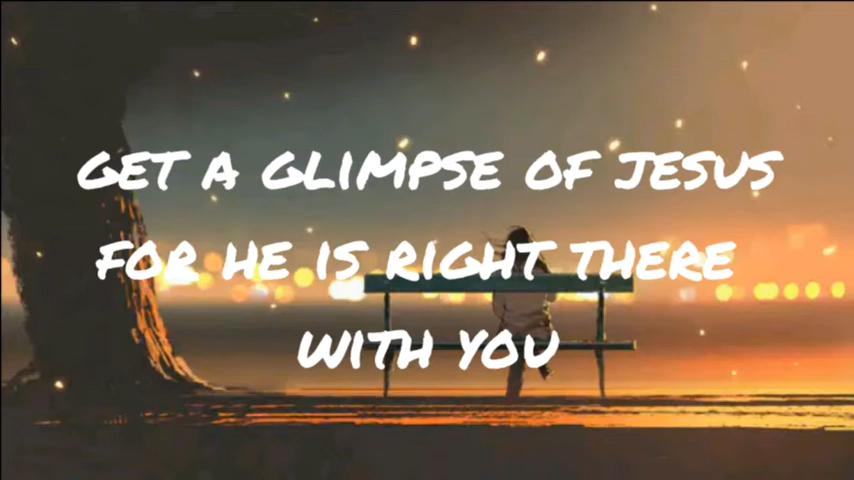 GET A GLIMPSE OF JESUS
FOR HE IS RIGHT THERE
WITH YOU